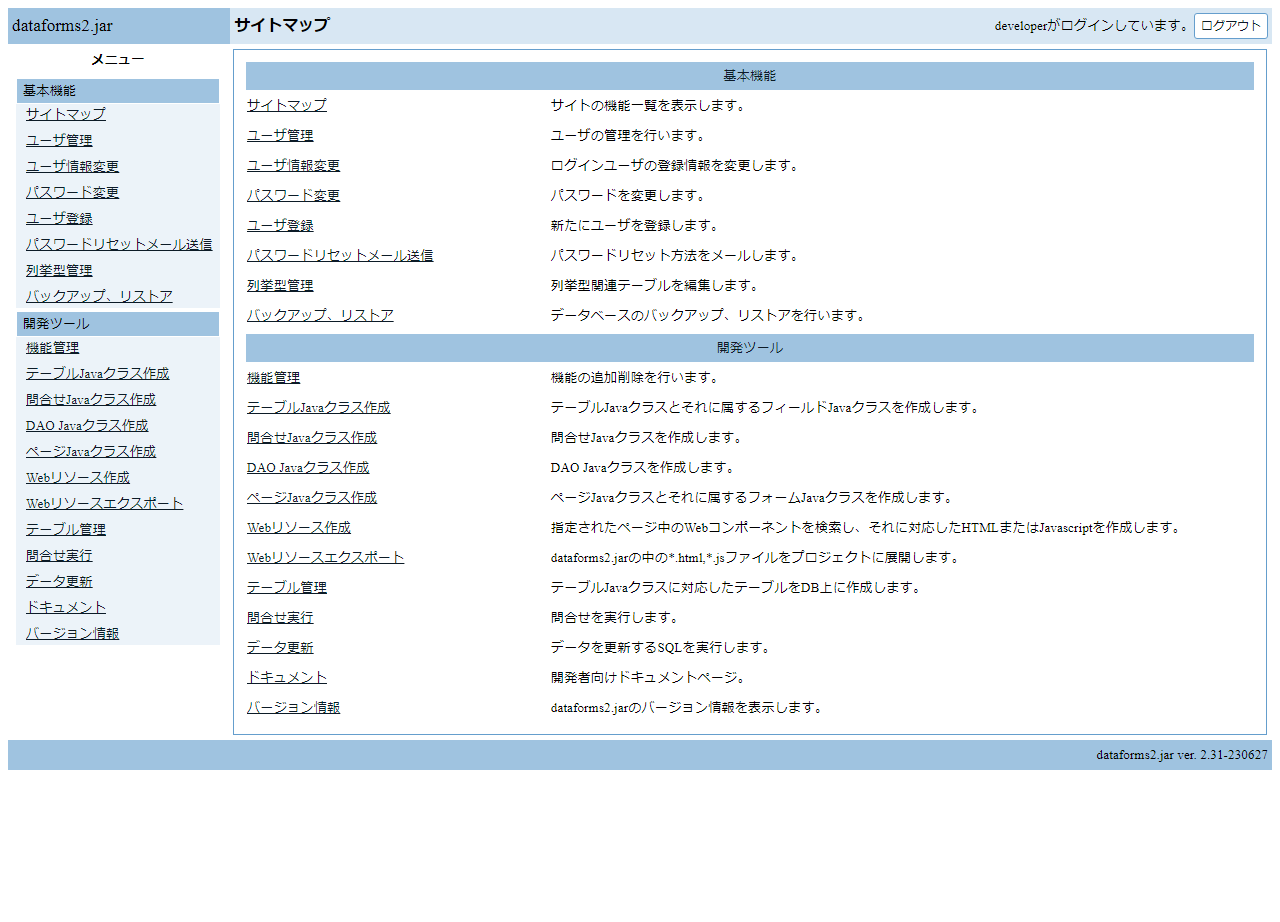 dataforms2.jar
サイトマップ
developerがログインしています。 ログアウト
メニュー
基本機能
サイトマップ
ユーザ管理
ユーザ情報変更
パスワード変更
ユーザ登録
パスワードリセットメール送信
列挙型管理
バックアップ、リストア
開発ツール
機能管理
テーブルJavaクラス作成
問合せJavaクラス作成
DAO Javaクラス作成
ページJavaクラス作成
Webリソース作成
Webリソースエクスポート
テーブル管理
問合せ実行
データ更新
ドキュメント
バージョン情報
基本機能
サイトマップ サイトの機能一覧を表示します。
ユーザ管理 ユーザの管理を行います。
ユーザ情報変更 ログインユーザの登録情報を変更します。
パスワード変更 パスワードを変更します。
ユーザ登録 新たにユーザを登録します。
パスワードリセットメール送信 パスワードリセット方法をメールします。
列挙型管理 列挙型関連テーブルを編集します。
バックアップ、リストア データベースのバックアップ、リストアを行います。
開発ツール
機能管理 機能の追加削除を行います。
テーブルJavaクラス作成 テーブルJavaクラスとそれに属するフィールドJavaクラスを作成します。
問合せJavaクラス作成 問合せJavaクラスを作成します。
DAO Javaクラス作成 DAO Javaクラスを作成します。
ページJavaクラス作成 ページJavaクラスとそれに属するフォームJavaクラスを作成します。
Webリソース作成 指定されたページ中のWebコンポーネントを検索し、それに対応したHTMLまたはJavascriptを作成します。
Webリソースエクスポート dataforms2.jarの中の*.html,*.jsファイルをプロジェクトに展開します。
テーブル管理 テーブルJavaクラスに対応したテーブルをDB上に作成します。
問合せ実行 問合せを実行します。
データ更新 データを更新するSQLを実行します。
ドキュメント 開発者向けドキュメントページ。
バージョン情報 dataforms2.jarのバージョン情報を表示します。
dataforms2.jar ver. 2.31-230627